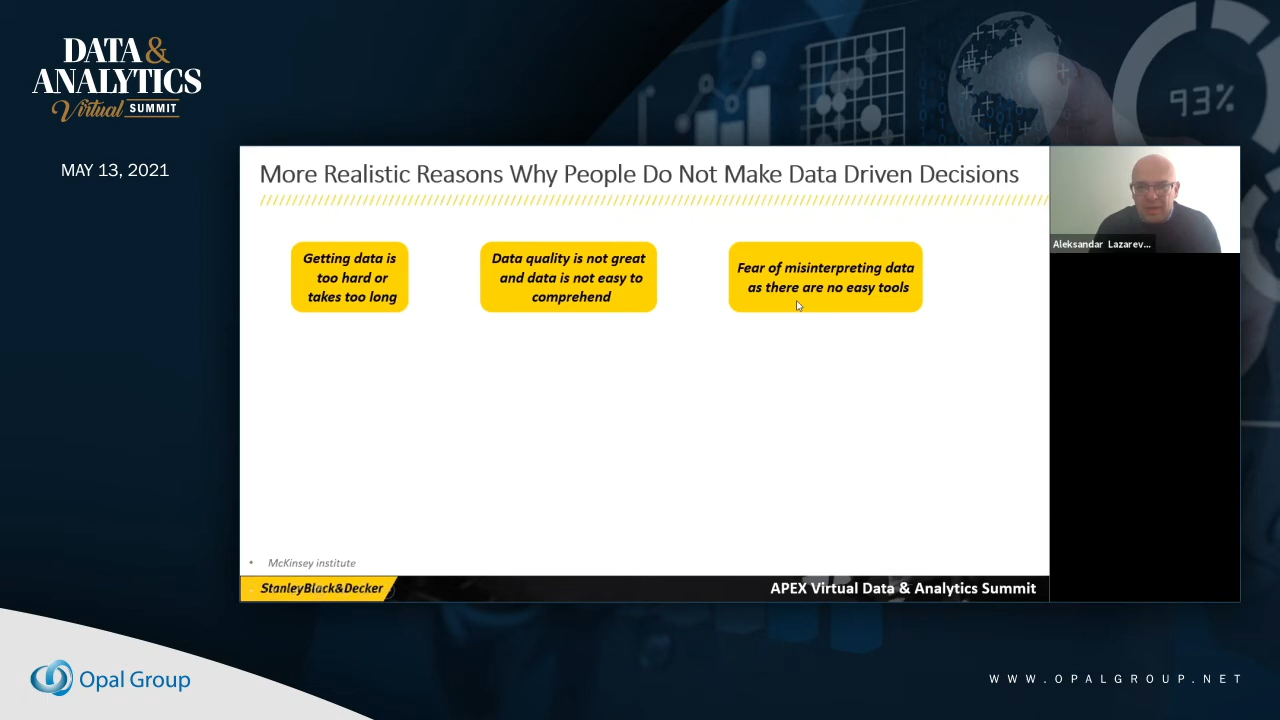 DATA &
ANALYTICS
Virtual SUMMIT
MAY 13, 2021
93%
More Realistic Reasons Why People Do Not Make Data Driven Decisions
Getting data is
too hard or
takes too long
Data quality is not great
and data is not easy to
comprehend
Fear of misinterpreting data
as there are no easy tools
Aleksandar Lazarev...
• McKinsey institute
StanleyBlack&Decker
APEX Virtual Data & Analytics Summit
Opal Group
WWW.OPALGROUP.NET